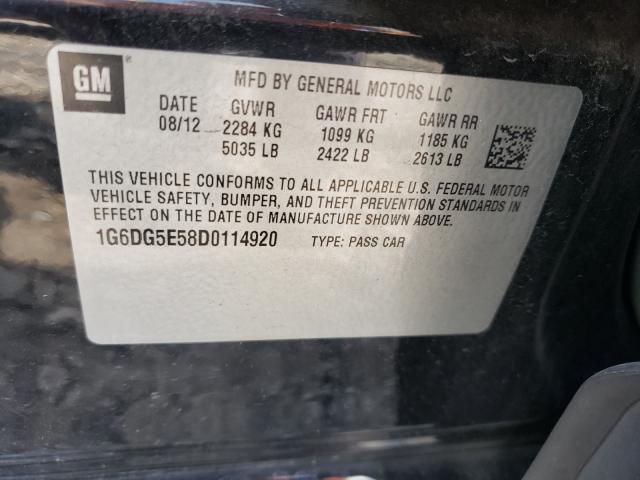 GM®
MFD BY GENERAL MOTORS LLC
DATE GVWR GAWR FRT GAWR RR
08/12 2284 KG 1099 KG 1185 KG
5035 LB 2422 LB 2613 LB
THIS VEHICLE CONFORMS TO ALL APPLICABLE U.S. FEDERAL MOTOR
VEHICLE SAFETY, BUMPER, AND THEFT PREVENTION STANDARDS IN
EFFECT ON THE DATE OF MANUFACTURE SHOWN ABOVE.
1G6DG5E58D0114920 TYPE: PASS CAR